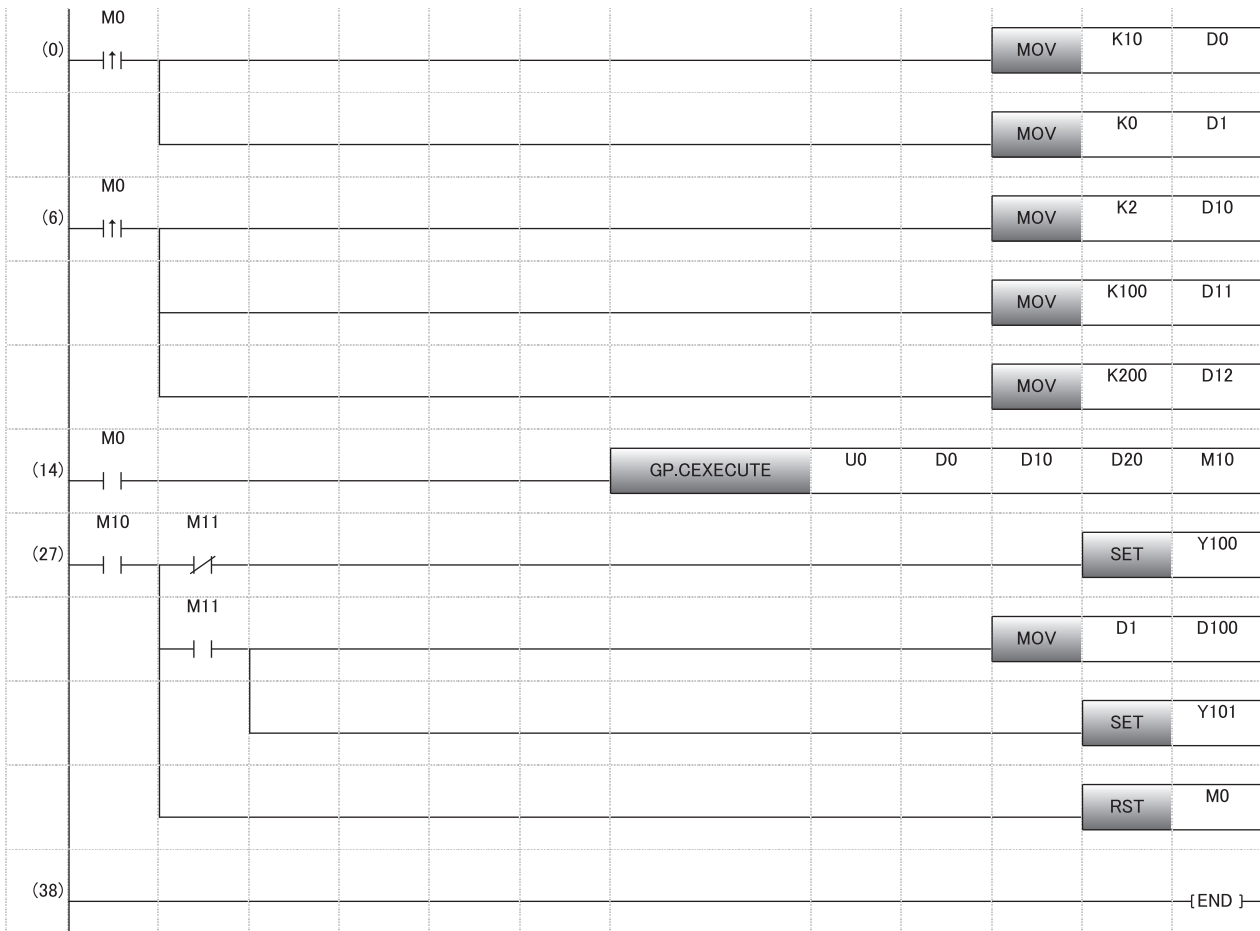 M0
(0) MOV K10 D0
MOV K0 D1
M0
(6) MOV K2 D10
MOV K100 D11
MOV K200 D12
M0
(14) GP.CEXECUTE U0 D0 D10 D20 M10
M10 M11
(27) SET Y100
M11
MOV D1 D100
SET Y101
RST M0
(38) [END]